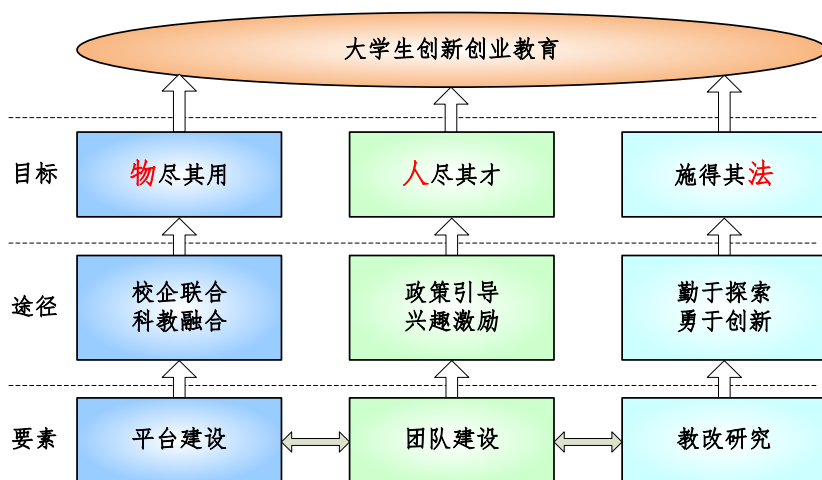 大学生创新创业教育
目标
物尽其用
人尽其才
施得其法
途径
校企联合
科教融合
政策引导
兴趣激励
勤于探索
勇于创新
要素
平台建设
团队建设
教改研究